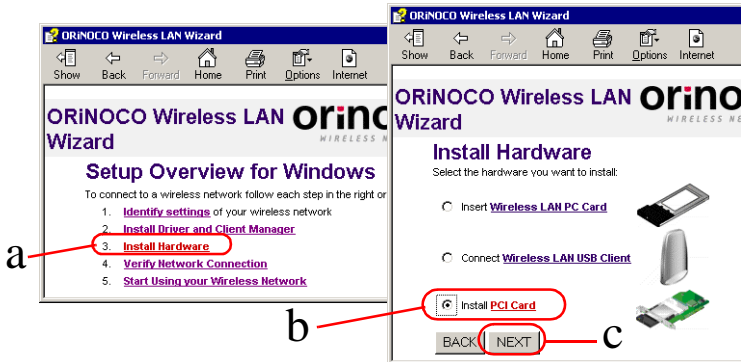 ORiNOCO Wireless LAN Wizard
Show Back Forward Home Print Options Internet
ORiNOCO Wireless LAN
Wizard
orinc
WIRELESS N
Setup Overview for Windows
To connect to a wireless network follow each step in the right or
1. Identify settings of your wireless network
2. Install Driver and Client Manager
3. Install Hardware
4. Verify Network Connection
5. Start Using your Wireless Network
a
ORiNOCO Wireless LAN Wizard
Show Back Forward Home Print Options Internet
ORiNOCO Wireless LAN
Wizard
orino
WIRELESS NE
Install Hardware
Select the hardware you want to install:
Insert Wireless LAN PC Card
Connect Wireless LAN USB Client
Install PCI Card
b
BACK NEXT
c